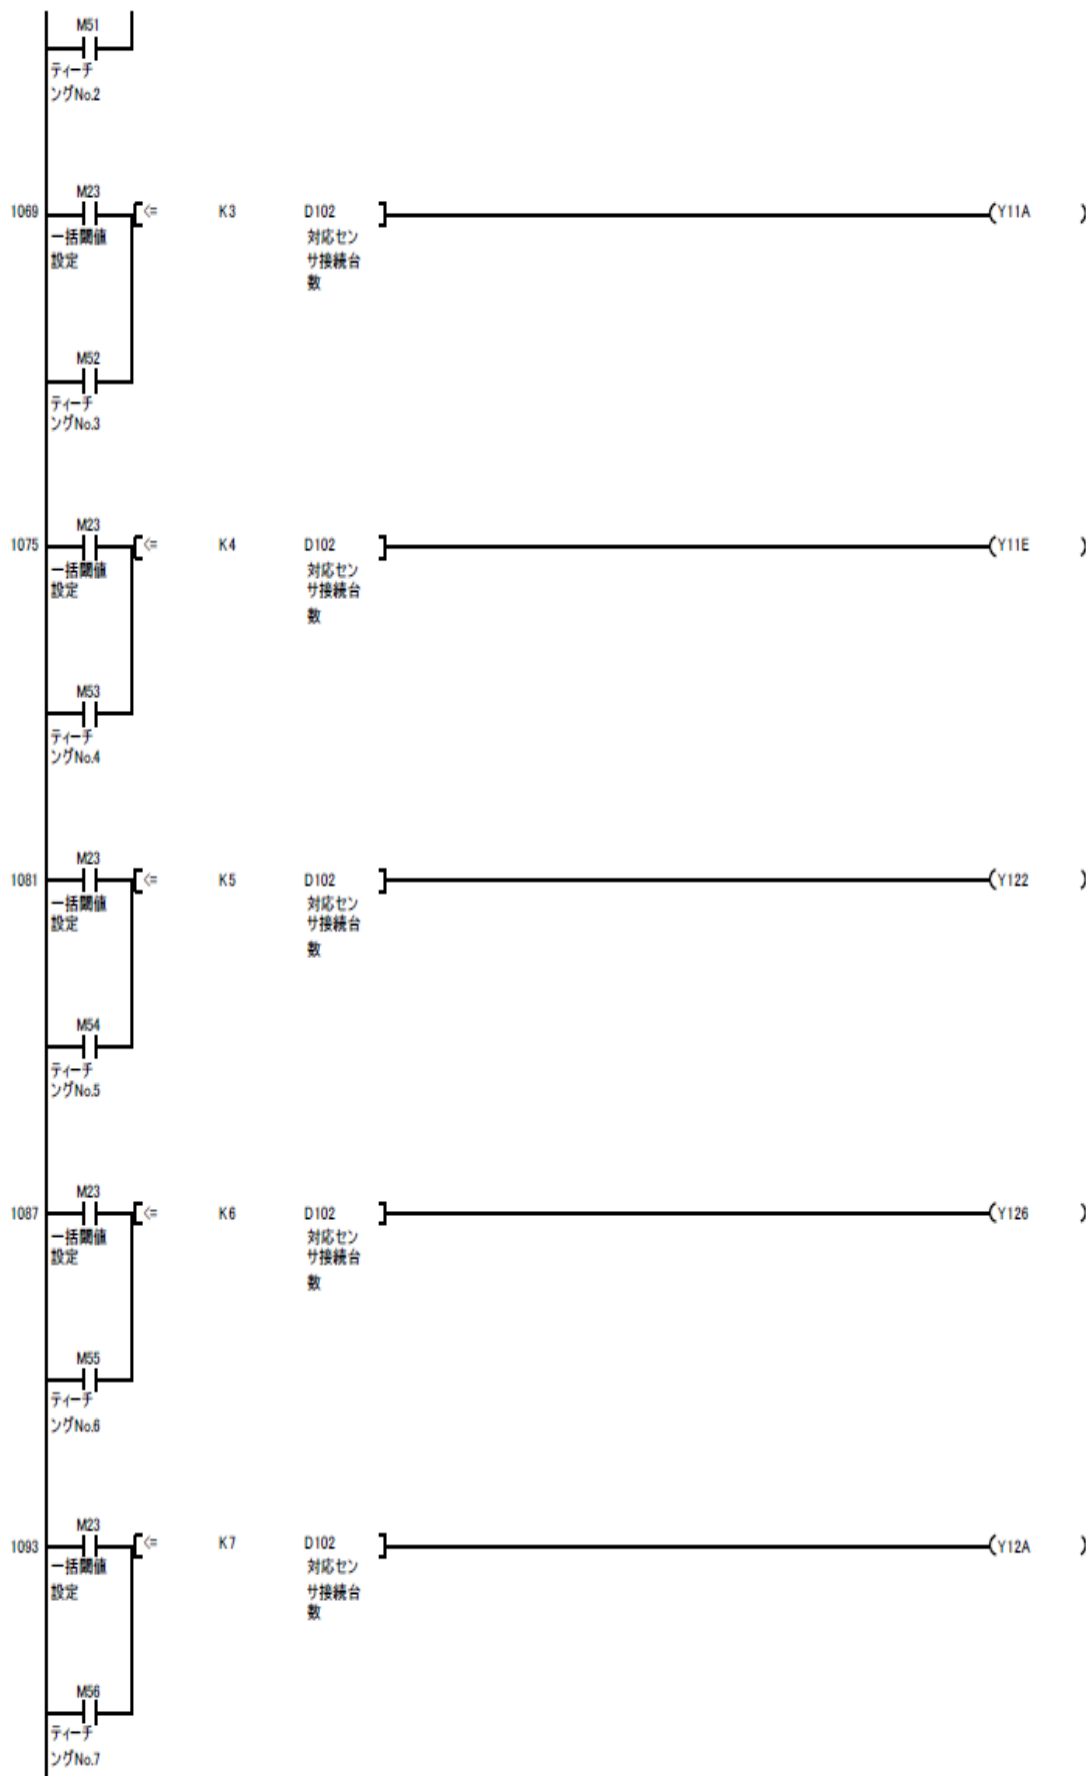 M51
ティーチ
ングNo.2
M23
1069 <= K3 D102 Y11A
一括閾値 対応セン
設定 サ接続台
数
M52
ティーチ
ングNo.3
M23
1075 <= K4 D102 Y11E
一括閾値 対応セン
設定 サ接続台
数
M53
ティーチ
ングNo.4
M23
1081 <= K5 D102 Y122
一括閾値 対応セン
設定 サ接続台
数
M54
ティーチ
ングNo.5
M23
1087 <= K6 D102 Y126
一括閾値 対応セン
設定 サ接続台
数
M55
ティーチ
ングNo.6
M23
1093 <= K7 D102 Y12A
一括閾値 対応セン
設定 サ接続台
数
M56
ティーチ
ングNo.7